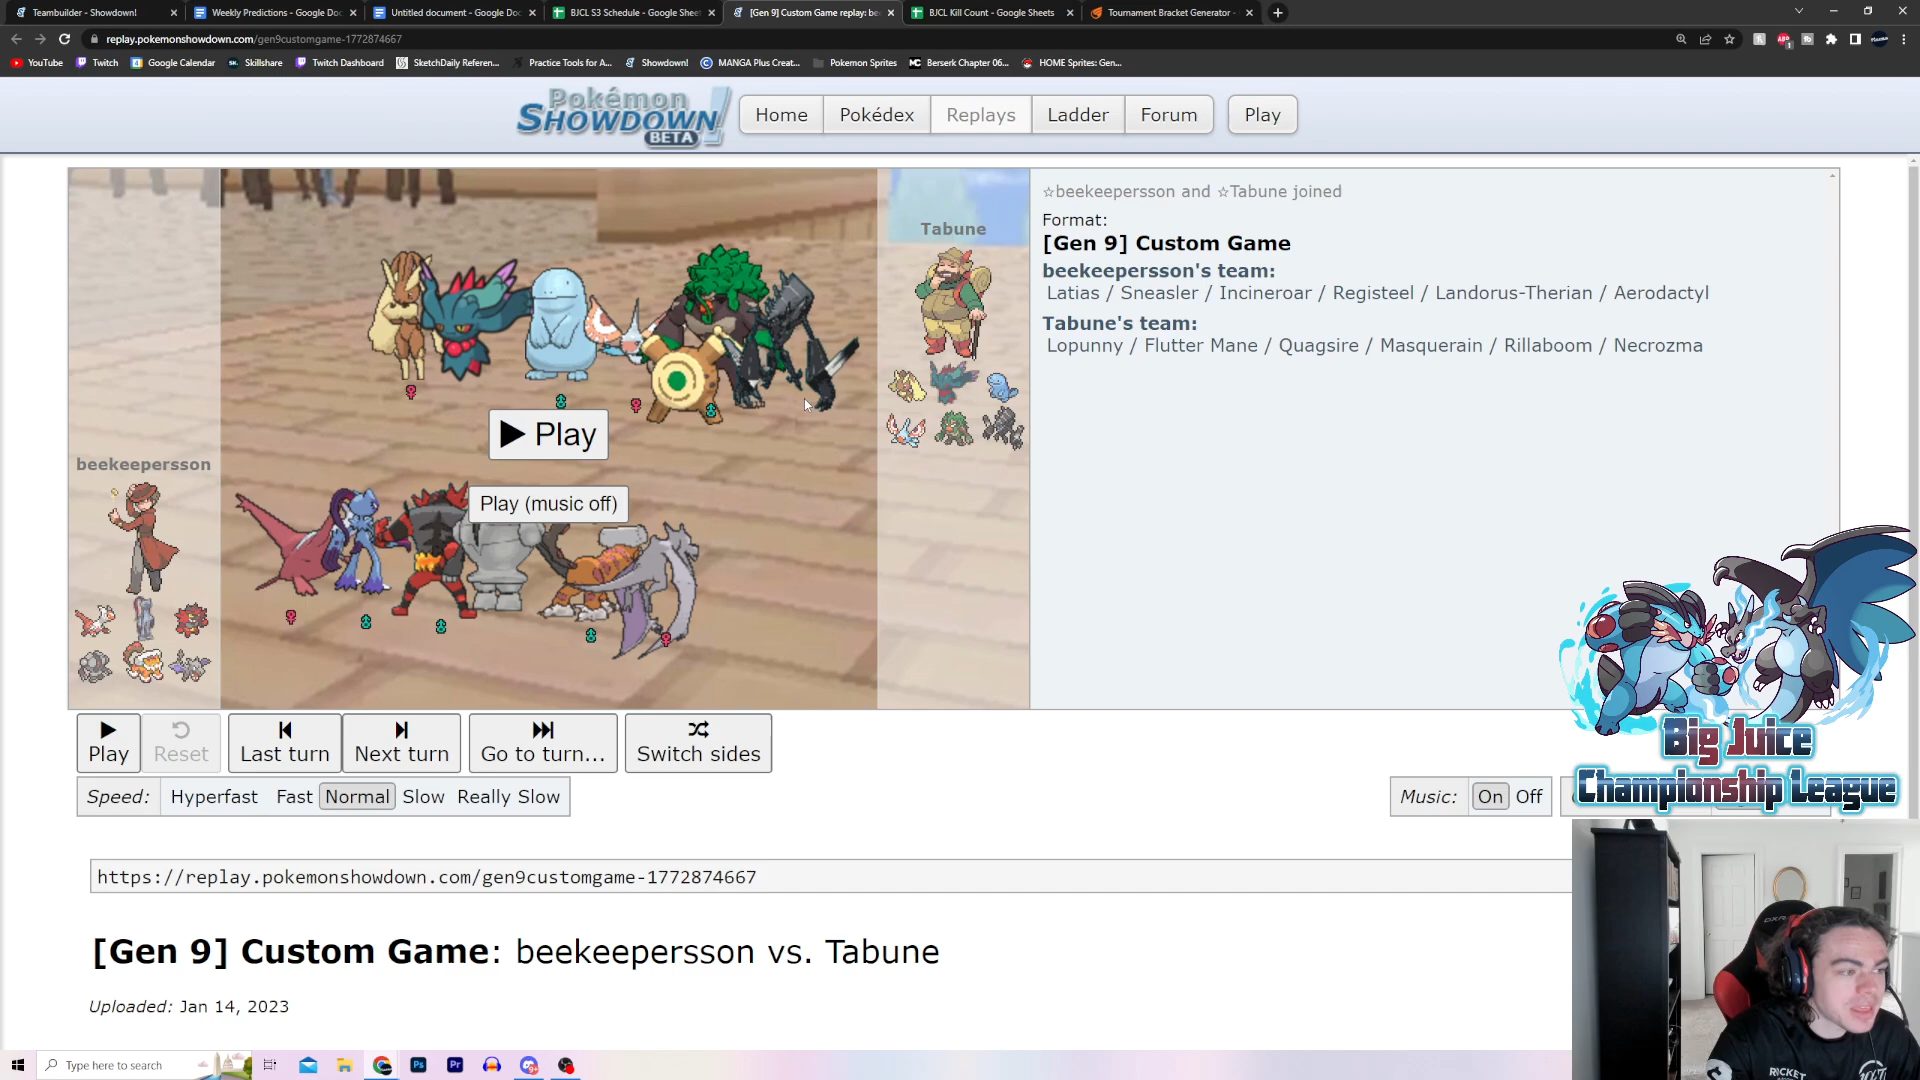 Teambuilder - Showdown!
Weekly Predictions - Google Doc
Untitled document - Google Doc
BJCL S3 Schedule - Google Sheet
[Gen 9] Custom Game replay: be
BJCL Kill Count - Google Sheets
Tournament Bracket Generator -
replay.pokemonshowdown.com/gen9customgame-1772874667
YouTube
Twitch
Google Calendar
Skillshare
Twitch Dashboard
SketchDaily Referen...
Practice Tools for A...
Showdown!
MANGA Plus Creat...
Pokemon Sprites
Berserk Chapter 06...
HOME Sprites: Gen...
Pokémon
SHOWDOWN!
BETA
Home
Pokédex
Replays
Ladder
Forum
Play
☆beekeepersson and ☆Tabune joined
Format:
[Gen 9] Custom Game
beekeepersson's team:
Latias / Sneasler / Incineroar / Registeel / Landorus-Therian / Aerodactyl
Tabune's team:
Lopunny / Flutter Mane / Quagsire / Masquerain / Rillaboom / Necrozma
Tabune
Play
Play (music off)
beekeepersson
Play
Reset
Last turn
Next turn
Go to turn...
Switch sides
Speed:
Hyperfast
Fast
Normal
Slow
Really Slow
Music:
On
Off
Big Juice
Championship League
https://replay.pokemonshowdown.com/gen9customgame-1772874667
[Gen 9] Custom Game: beekeepersson vs. Tabune
Uploaded: Jan 14, 2023
Type here to search